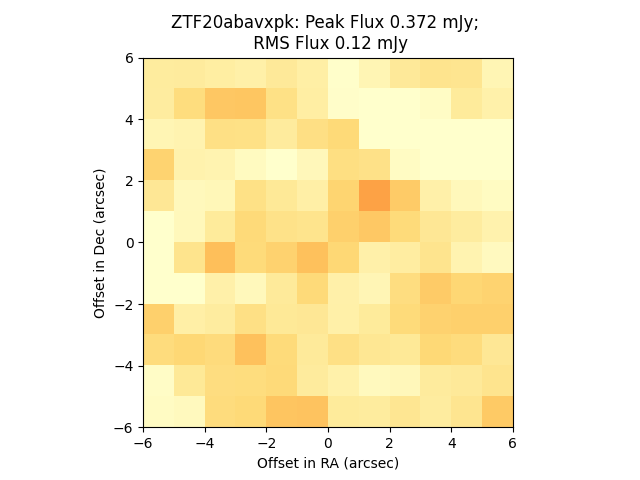 ZTF20abavxpk: Peak Flux 0.372 mJy;
RMS Flux 0.12 mJy
6
4
2
0
−2
−4
−6
Offset in Dec (arcsec)
−6 −4 −2 0 2 4 6
Offset in RA (arcsec)